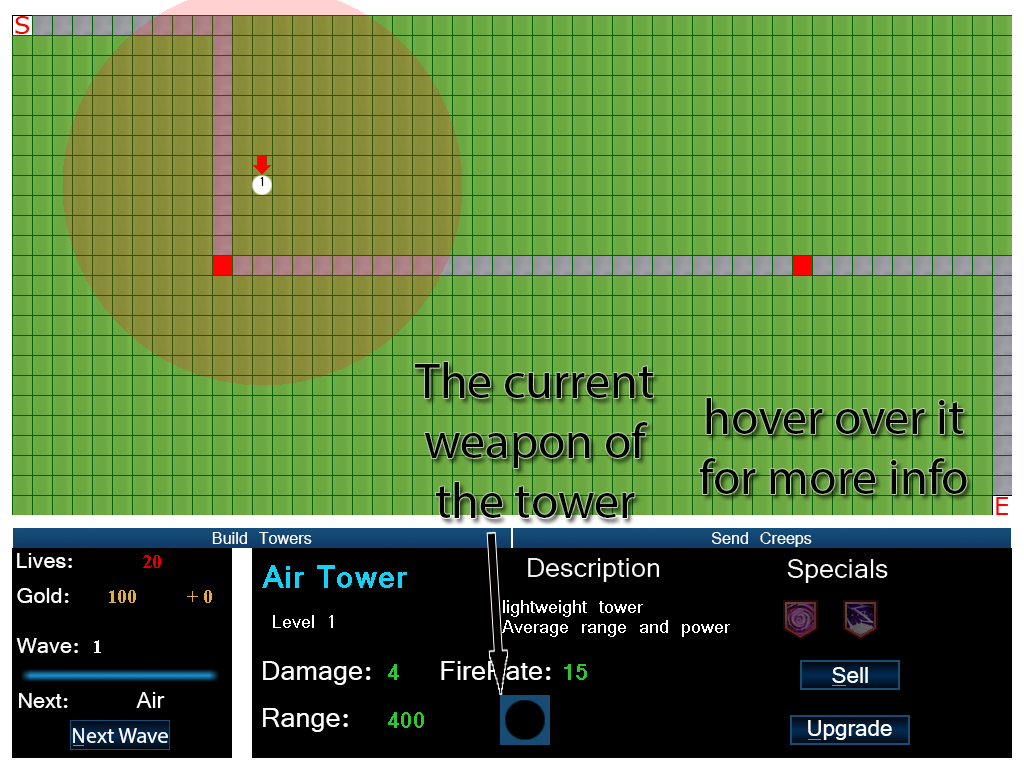 S
1
The current
weapon of
the tower
hover over it
for more info
E
Build Towers
Send Creeps
Lives: 20
Gold: 100 + 0
Wave: 1
Next: Air
Next Wave
Air Tower
Level 1
Damage: 4 FireRate: 15
Range: 400
Description
lightweight tower
Average range and power
Specials
Sell
Upgrade